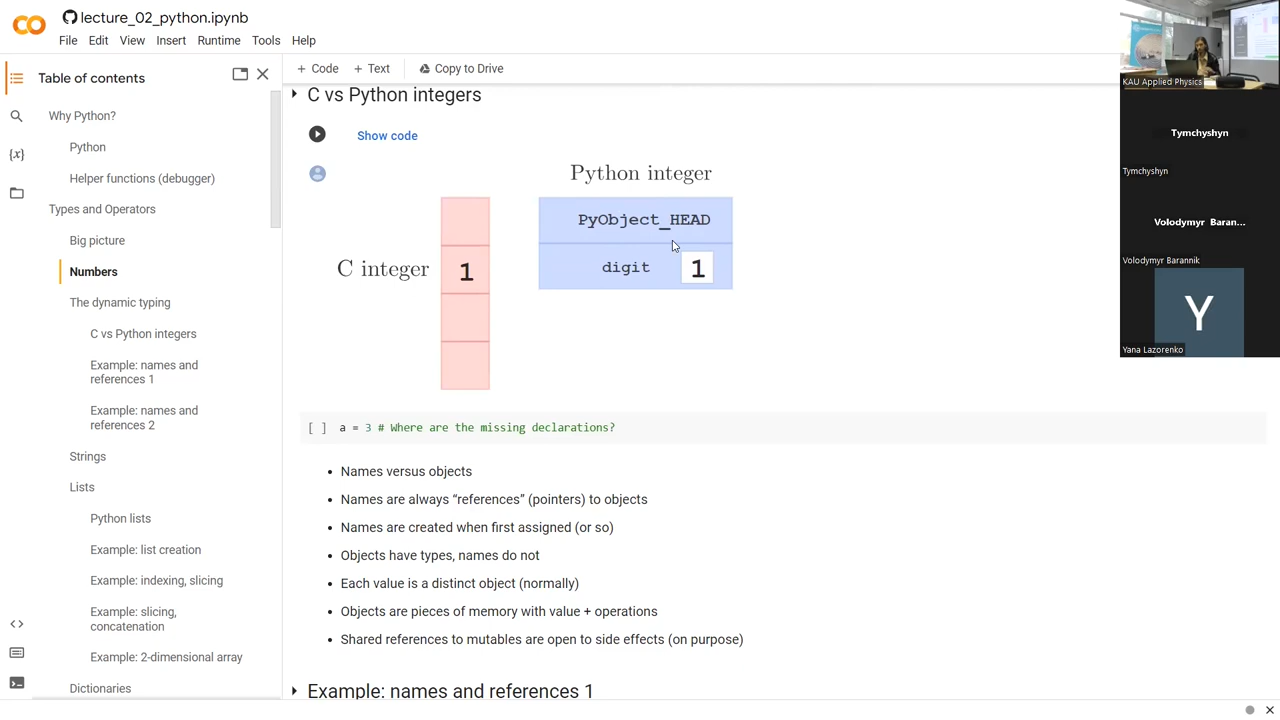 lecture_02_python.ipynb
File Edit View Insert Runtime Tools Help
Table of contents
Why Python?
Python
Helper functions (debugger)
Types and Operators
Big picture
Numbers
The dynamic typing
C vs Python integers
Example: names and
references 1
Example: names and
references 2
Strings
Lists
Python lists
Example: list creation
Example: indexing, slicing
Example: slicing,
concatenation
Example: 2-dimensional array
Dictionaries
+ Code + Text Copy to Drive
C vs Python integers
Show code
Python integer
PyObject_HEAD
digit 1
C integer 1
[ ] a = 3 # Where are the missing declarations?
• Names versus objects
• Names are always “references” (pointers) to objects
• Names are created when first assigned (or so)
• Objects have types, names do not
• Each value is a distinct object (normally)
• Objects are pieces of memory with value + operations
• Shared references to mutables are open to side effects (on purpose)
Example: names and references 1
KAU Applied Physics
Tymchyshyn
Tymchyshyn
Volodymyr Baran...
Volodymyr Barannik
Y
Yana Lazorenko